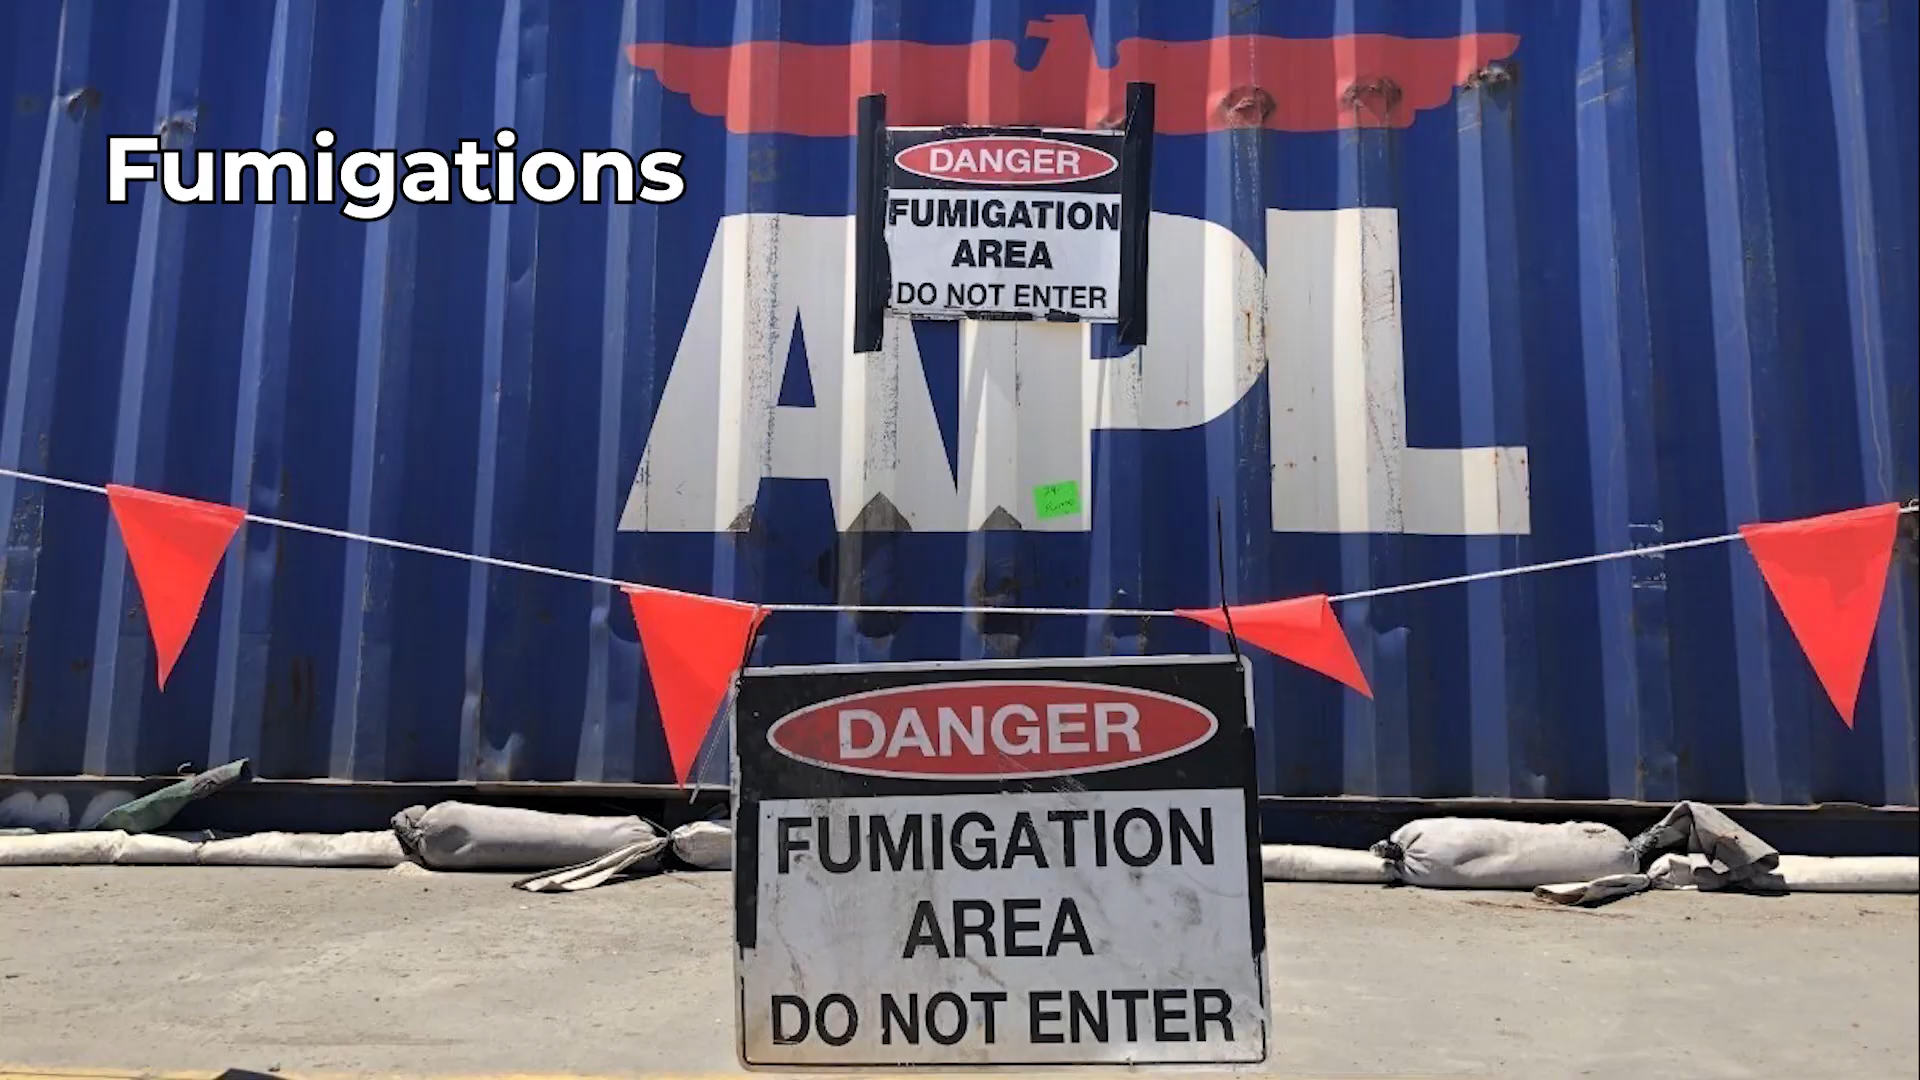 Fumigations
DANGER
FUMIGATION
AREA
DO NOT ENTER
APL
DANGER
FUMIGATION
AREA
DO NOT ENTER